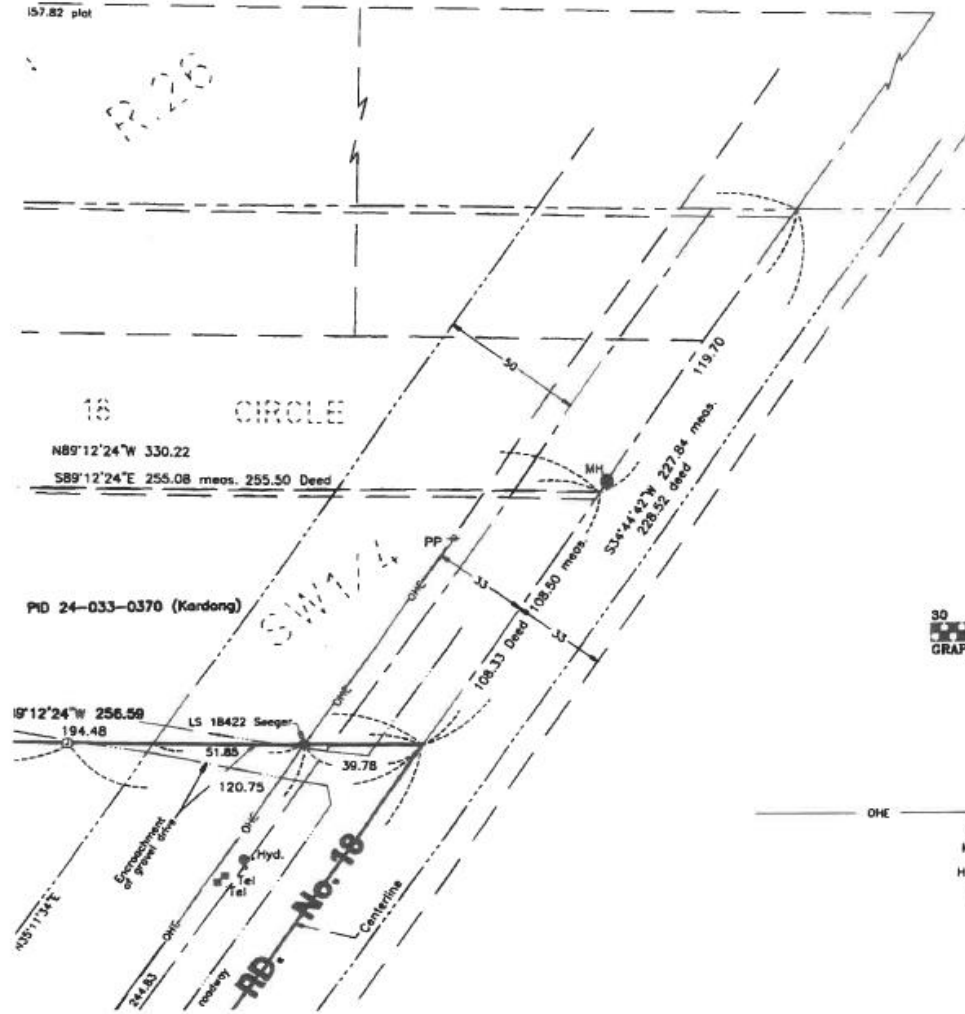 157.82 plat
R.26
50
119.70
18 CIRCLE
N89°12'24"W 330.22
S89°12'24"E 255.08 meas. 255.50 Deed
MH
S34°44'42"W 227.84 meas.
228.52 deed
PP
SW1/4
OHE
33
33
108.33 Deed 108.50 meas.
PID 24-033-0370 (Kardong)
30
GRAP
OHE
9°12'24"W 256.59
194.48
LS 18422 Seeger
51.85
39.78
120.75
Encroachment
of gravel drive
OHE
OHE
Hyd.
Tel
Tel
RD. No. 18
Centerline
N35°11'34"E
OHE
244.83
roadway
H